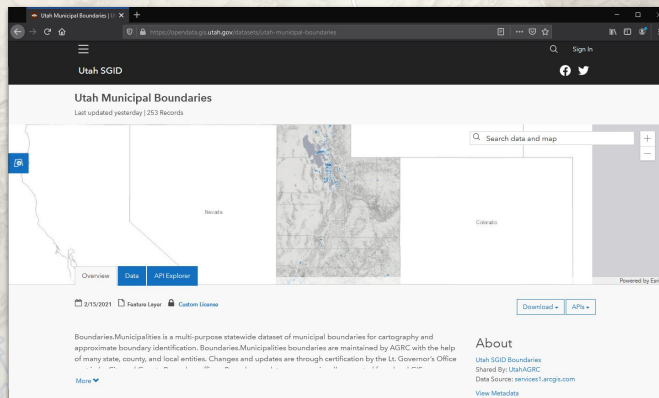 Utah Municipal Boundaries | U
https://opendata.gis.utah.gov/datasets/utah-municipal-boundaries
Sign In
Utah SGID
Utah Municipal Boundaries
Last updated yesterday | 253 Records
Search data and map
+
−
Nevada
Colorado
Overview Data API Explorer
Powered by Esri
2/15/2021 Feature Layer Custom License
Download APIs
Boundaries.Municipalities is a multi-purpose statewide dataset of municipal boundaries for cartography and
approximate boundary identification. Boundaries.Municipalities boundaries are maintained by AGRC with the help
of many state, county, and local entities. Changes and updates are through certification by the Lt. Governor's Office
More
About
Utah SGID Boundaries
Shared By: UtahAGRC
Data Source: services1.arcgis.com
View Metadata